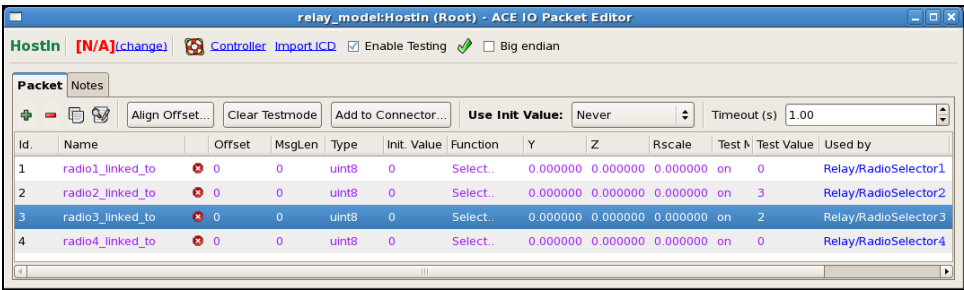 relay_model:HostIn (Root) - ACE IO Packet Editor
HostIn [N/A](change) Controller Import ICD Enable Testing Big endian
Packet Notes
Align Offset... Clear Testmode Add to Connector... Use Init Value: Never Timeout (s) 1.00
Id. Name Offset MsgLen Type Init. Value Function Y Z Rscale Test M Test Value Used by
1 radio1_linked_to 0 0 uint8 0 Select.. 0.000000 0.000000 0.000000 on 0 Relay/RadioSelector1
2 radio2_linked_to 0 0 uint8 0 Select.. 0.000000 0.000000 0.000000 on 3 Relay/RadioSelector2
3 radio3_linked_to 0 0 uint8 0 Select.. 0.000000 0.000000 0.000000 on 2 Relay/RadioSelector3
4 radio4_linked_to 0 0 uint8 0 Select.. 0.000000 0.000000 0.000000 on 0 Relay/RadioSelector4